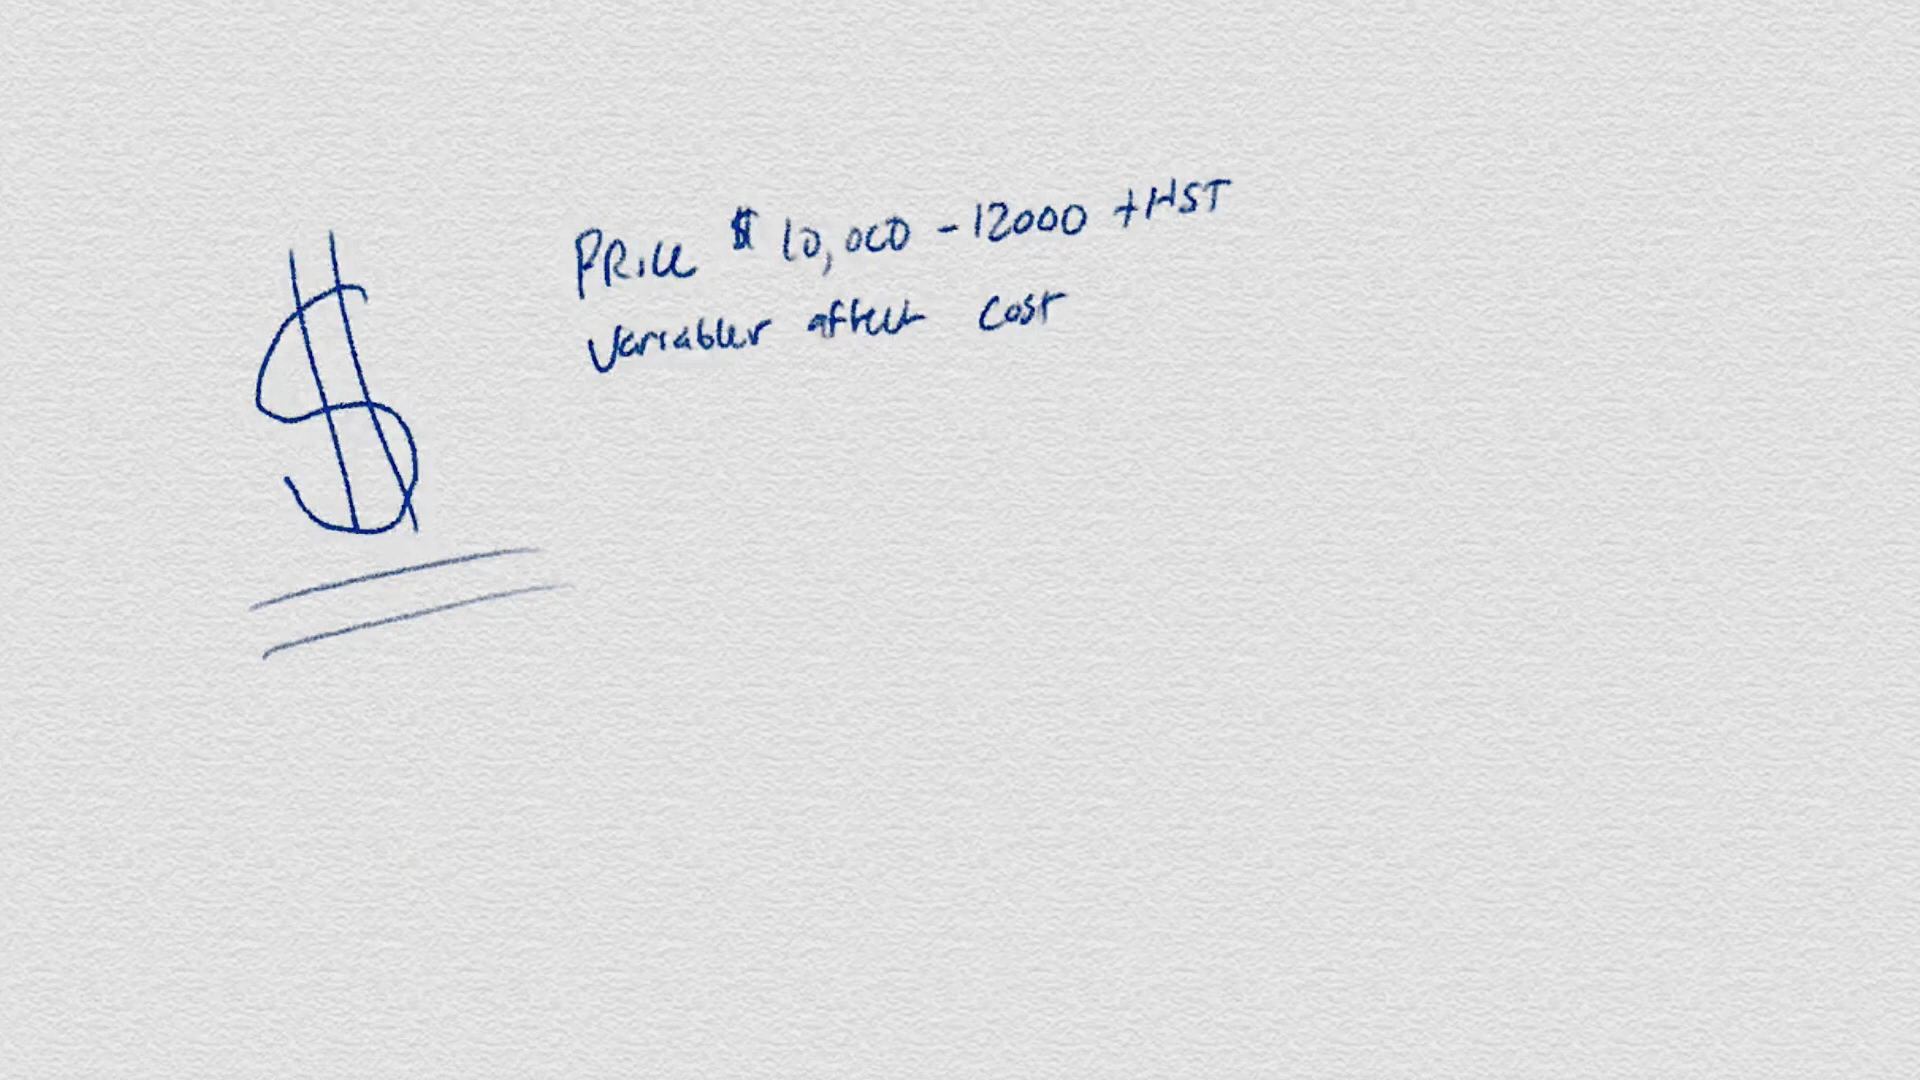 $
Price $ 10,000 - 12000 + HST
Variables affect cost